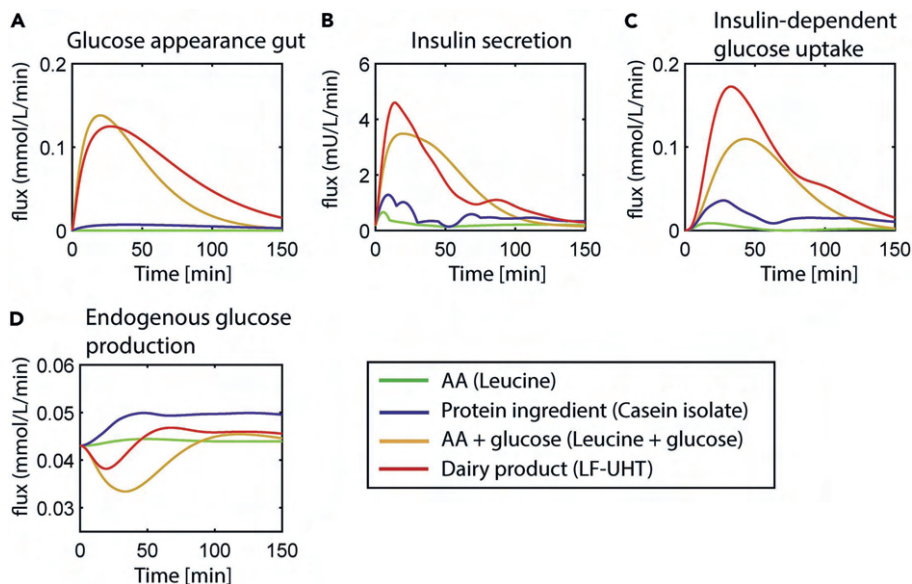 A
Glucose appearance gut
flux (mmol/L/min)
0.2
0.1
0
0
50
100
150
Time [min]
B
Insulin secretion
flux (mU/L/min)
6
4
2
0
0
50
100
150
Time [min]
C
Insulin-dependent
glucose uptake
flux (mmol/L/min)
0.2
0.1
0
0
50
100
150
Time [min]
D
Endogenous glucose
production
flux (mmol/L/min)
0.06
0.05
0.04
0.03
0
50
100
150
Time [min]
AA (Leucine)
Protein ingredient (Casein isolate)
AA + glucose (Leucine + glucose)
Dairy product (LF-UHT)